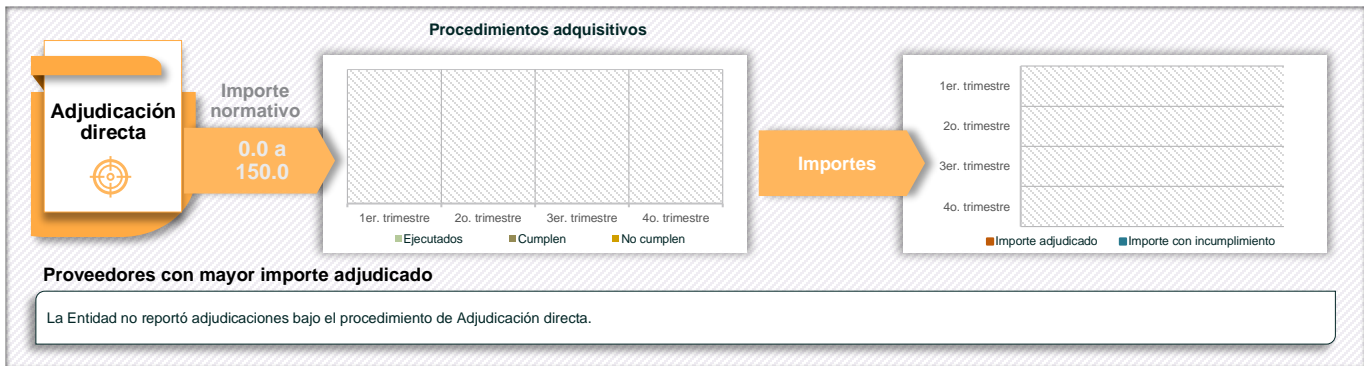 Procedimientos adquisitivos
Adjudicación
directa
Importe
normativo
0.0 a
150.0
1er. trimestre 2o. trimestre 3er. trimestre 4o. trimestre
Ejecutados Cumplen No cumplen
Importes
1er. trimestre
2o. trimestre
3er. trimestre
4o. trimestre
Importe adjudicado Importe con incumplimiento
Proveedores con mayor importe adjudicado
La Entidad no reportó adjudicaciones bajo el procedimiento de Adjudicación directa.